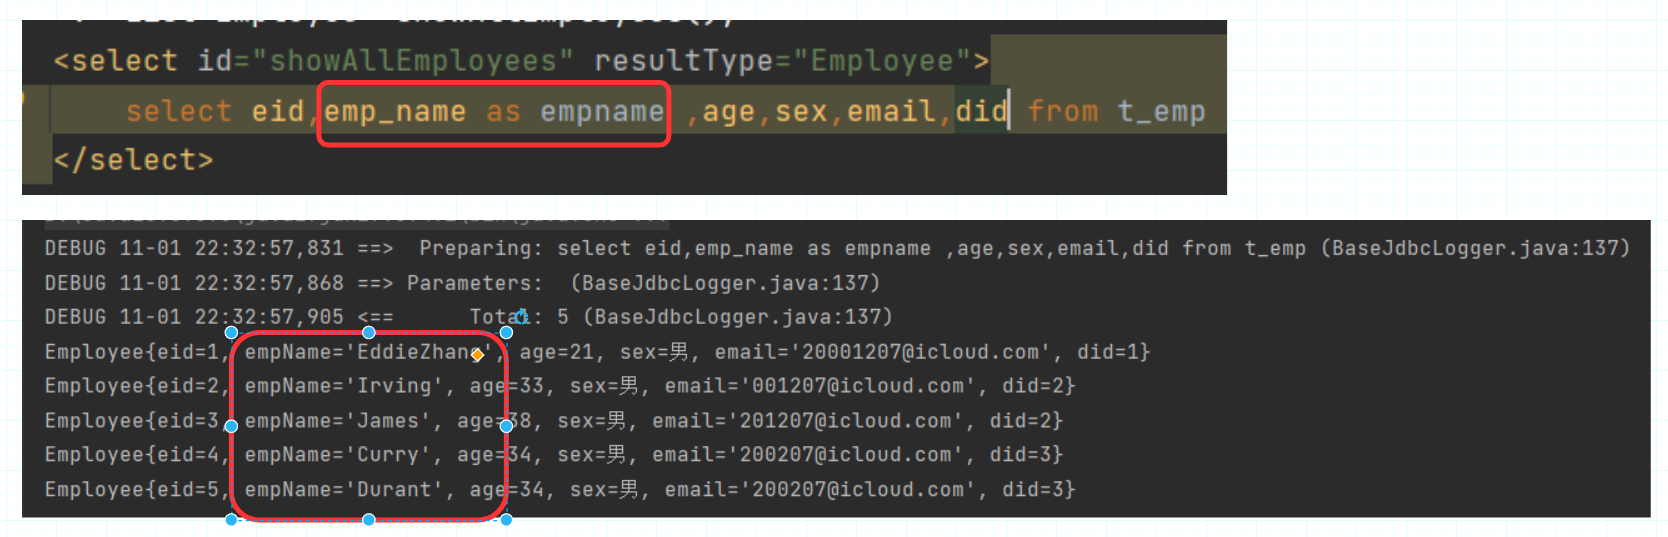 <select id="showAllEmployees" resultType="Employee">
select eid,emp_name as empname ,age,sex,email,did from t_emp
</select>
DEBUG 11-01 22:32:57,831 ==>  Preparing: select eid,emp_name as empname ,age,sex,email,did from t_emp (BaseJdbcLogger.java:137)
DEBUG 11-01 22:32:57,868 ==> Parameters:  (BaseJdbcLogger.java:137)
DEBUG 11-01 22:32:57,905 <==      Total: 5 (BaseJdbcLogger.java:137)
Employee{eid=1, empName='EddieZhang', age=21, sex=男, email='20001207@icloud.com', did=1}
Employee{eid=2, empName='Irving', age=33, sex=男, email='001207@icloud.com', did=2}
Employee{eid=3, empName='James', age=38, sex=男, email='201207@icloud.com', did=2}
Employee{eid=4, empName='Curry', age=34, sex=男, email='200207@icloud.com', did=3}
Employee{eid=5, empName='Durant', age=34, sex=男, email='200207@icloud.com', did=3}